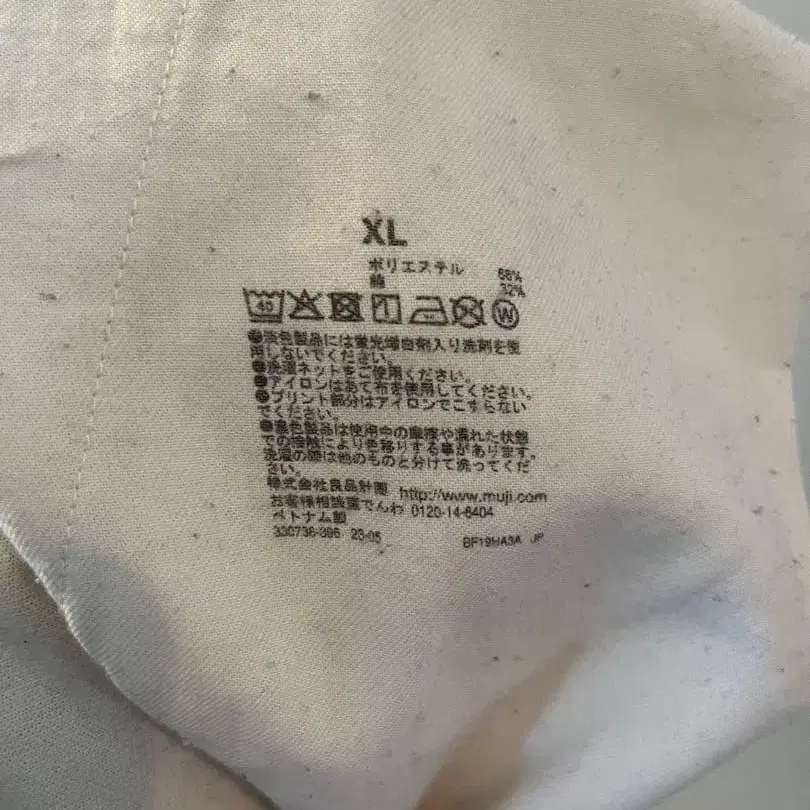 XL
ポリエステル 68%
綿 32%
40
W
●淡色製品には蛍光増白剤入り洗剤を使
用しないでください。
●洗濯ネットをご使用ください。
●アイロンはあて布を使用してください。
●プリント部分はアイロンでこすらない
でください。
●濃色製品は使用中の摩擦や濡れた状態
での接触により色移りする事があります。
洗濯の際は他のものと分けて洗ってくだ
さい。
株式会社良品計画 http://www.muji.com
お客様相談室でんわ 0120-14-6404
ベトナム製
23-05
BF19HA3A JP